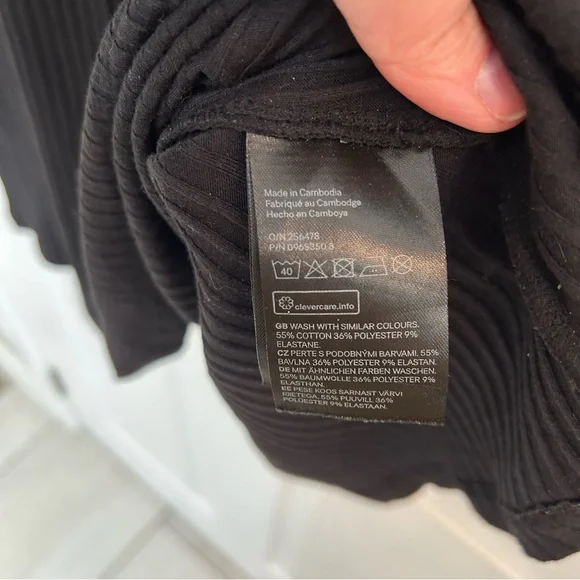 Made in Cambodia
Fabriqué au Cambodge
Hecho en Camboya
O/N 256478
P/N 0969350.3
40
clevercare.info
GB WASH WITH SIMILAR COLOURS.
55% COTTON 36% POLYESTER 9%
ELASTANE.
CZ PERTE S PODOBNÝMI BARVAMI. 55%
BAVLNA 36% POLYESTER 9% ELASTAN.
DE MIT ÄHNLICHEN FARBEN WASCHEN.
55% BAUMWOLLE 36% POLYESTER 9%
ELASTHAN.
EE PESE KOOS SARNAST VÄRVI
RIIETEGA. 55% PUUVILL 36%
POLÜESTER 9% ELASTAAN.